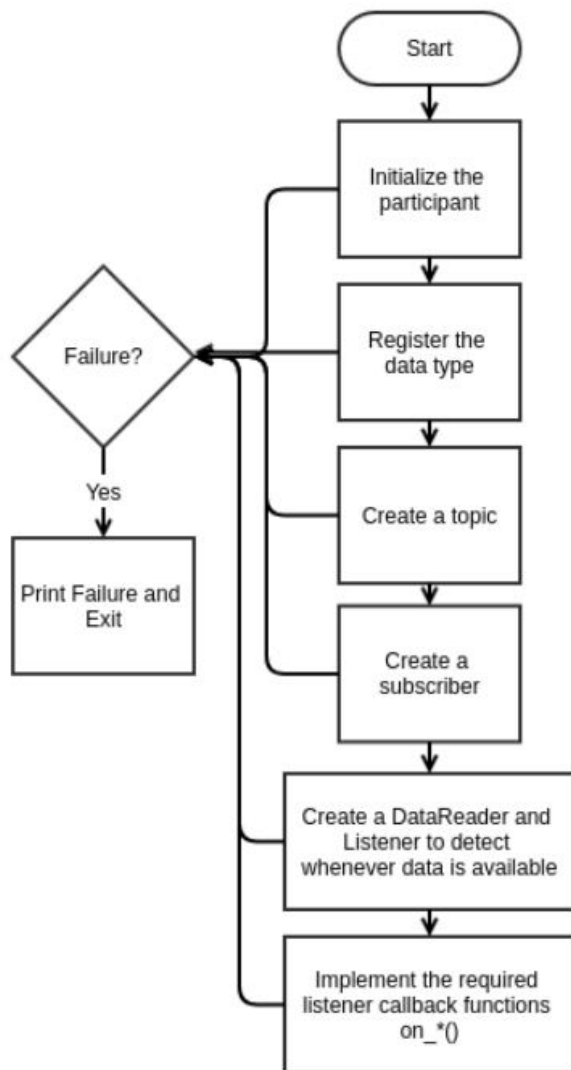 Start
Initialize the
participant
Register the
data type
Failure?
Yes
Create a topic
Print Failure and
Exit
Create a
subscriber
Create a DataReader and
Listener to detect
whenever data is available
Implement the required
listener callback functions
on_*()